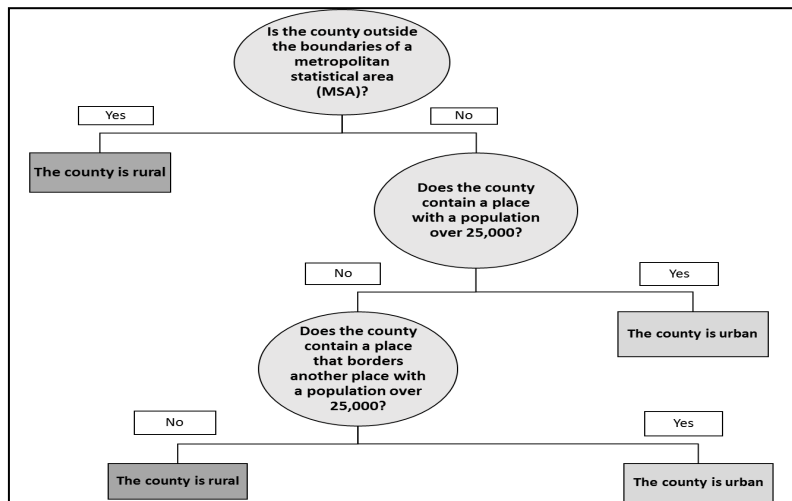 Is the county outside
the boundaries of a
metropolitan
statistical area
(MSA)?
Yes
No
The county is rural
Does the county
contain a place
with a population
over 25,000?
No
Yes
Does the county
contain a place
that borders
another place with
a population over
25,000?
The county is urban
No
Yes
The county is rural
The county is urban